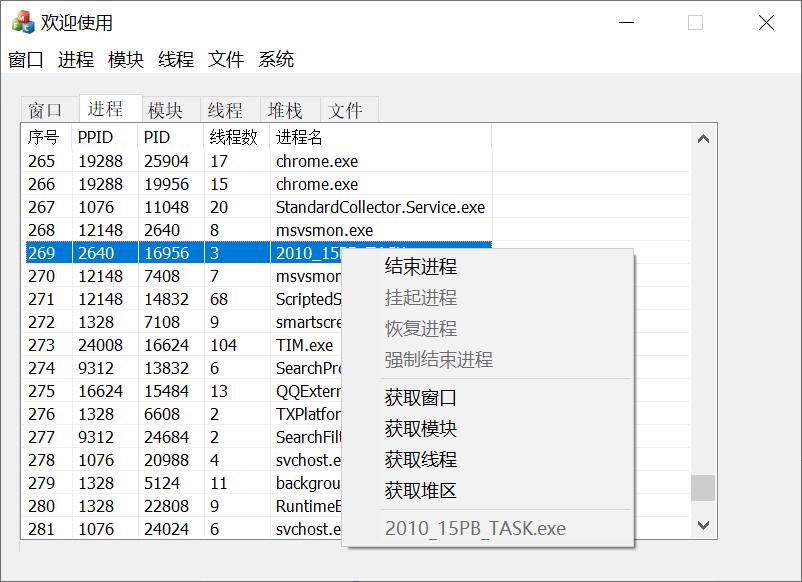 欢迎使用
窗口 进程 模块 线程 文件 系统
窗口 进程 模块 线程 堆栈 文件
序号 PPID PID 线程数 进程名
265 19288 25904 17 chrome.exe
266 19288 19956 15 chrome.exe
267 1076 11048 20 StandardCollector.Service.exe
268 12148 2640 8 msvsmon.exe
269 2640 16956 3
270 12148 7408 7 msvsmon
271 12148 14832 68 ScriptedS
272 1328 7108 9 smartscre
273 24008 16624 104 TIM.exe
274 9312 13832 6 SearchPro
275 16624 15484 13 QQExtern
276 1328 6608 2 TXPlatfor
277 9312 24684 2 SearchFilt
278 1076 20988 4 svchost.e
279 1328 5124 11 backgrou
280 1328 22808 9 RuntimeB
281 1076 24024 6 svchost.e
结束进程
挂起进程
恢复进程
强制结束进程
获取窗口
获取模块
获取线程
获取堆区
2010_15PB_TASK.exe